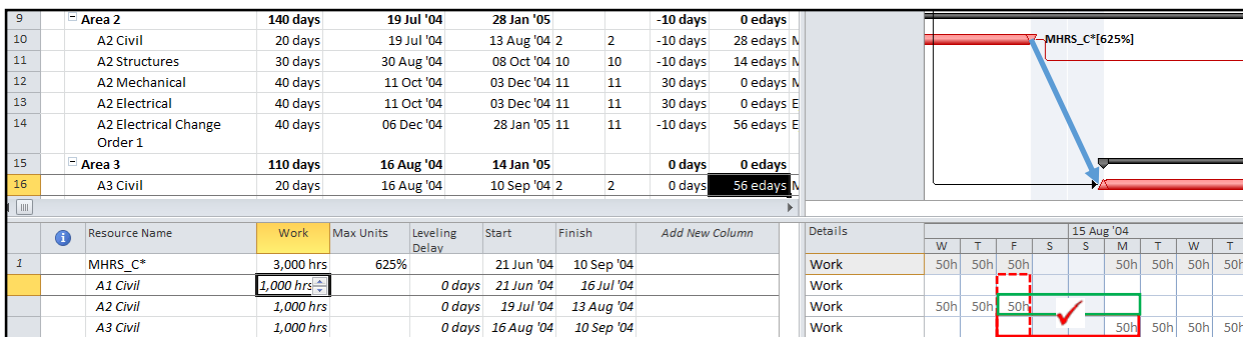 9 Area 2 140 days 19 Jul '04 28 Jan '05 -10 days 0 edays
10 A2 Civil 20 days 19 Jul '04 13 Aug '04 2 2 -10 days 28 edays M
11 A2 Structures 30 days 30 Aug '04 08 Oct '04 10 10 -10 days 14 edays M
12 A2 Mechanical 40 days 11 Oct '04 03 Dec '04 11 11 30 days 0 edays M
13 A2 Electrical 40 days 11 Oct '04 03 Dec '04 11 11 30 days 0 edays E
14 A2 Electrical Change 40 days 06 Dec '04 28 Jan '05 11 11 -10 days 56 edays E
Order 1
15 Area 3 110 days 16 Aug '04 14 Jan '05 0 days 0 edays
16 A3 Civil 20 days 16 Aug '04 10 Sep '04 2 2 0 days 56 edays M
MHRS_C*[625%]
Resource Name Work Max Units Leveling Start Finish Add New Column
Delay
1 MHRS_C* 3,000 hrs 625% 21 Jun '04 10 Sep '04
A1 Civil 1,000 hrs 0 days 21 Jun '04 16 Jul '04
A2 Civil 1,000 hrs 0 days 19 Jul '04 13 Aug '04
A3 Civil 1,000 hrs 0 days 16 Aug '04 10 Sep '04
Details 15 Aug '04
W T F S S M T W T
Work 50h 50h 50h 50h 50h 50h 50h
Work
Work 50h 50h 50h
Work 50h 50h 50h 50h